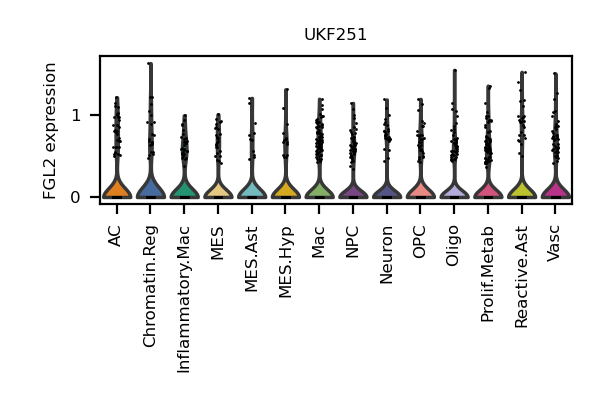 UKF251
FGL2 expression
1
0
AC
Chromatin.Reg
Inflammatory.Mac
MES
MES.Ast
MES.Hyp
Mac
NPC
Neuron
OPC
Oligo
Prolif.Metab
Reactive.Ast
Vasc